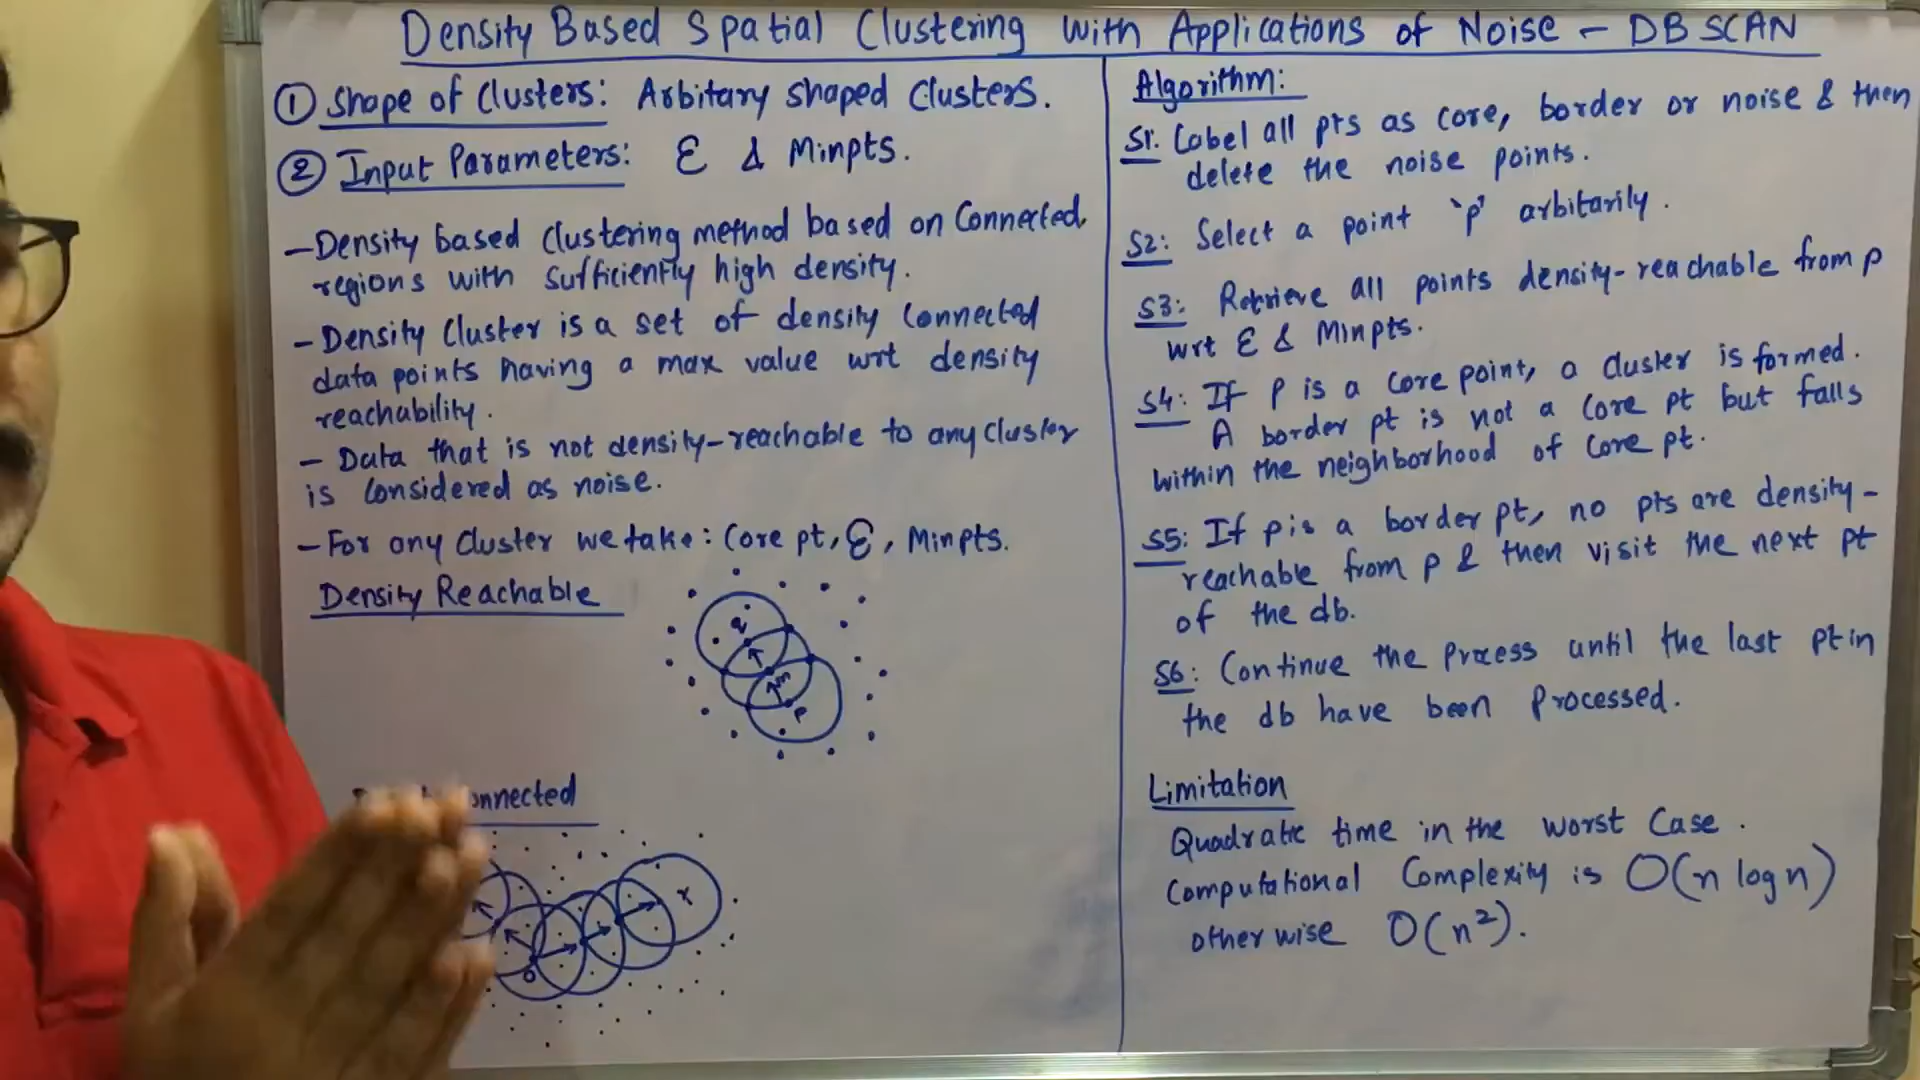 Density Based Spatial Clustering with Applications of Noise - DBSCAN
① Shape of Clusters: Arbitary shaped Clusters.
② Input Parameters: ε & Minpts.
- Density based clustering method based on Connected
regions with sufficiently high density.
- Density Cluster is a set of density Connected
data points having a max value wrt density
reachability.
- Data that is not density-reachable to any cluster
is Considered as noise.
- For any Cluster we take: Core pt, ε, Minpts.
Density Reachable
q
m
p
onnected
r
o
Algorithm:
S1: Label all pts as core, border or noise & then
delete the noise points.
S2: Select a point 'p' arbitarily.
S3: Retrieve all points density-reachable from p
wrt ε & Minpts.
S4: If P is a Core point, a cluster is formed.
A border pt is not a Core pt but falls
within the neighborhood of Core pt.
S5: If p is a border pt, no pts are density-
reachable from p & then visit the next pt
of the db.
S6: Continue the Process until the last pt in
the db have been Processed.
Limitation
Quadratic time in the worst Case.
Computational Complexity is O(n log n)
otherwise O(n²).